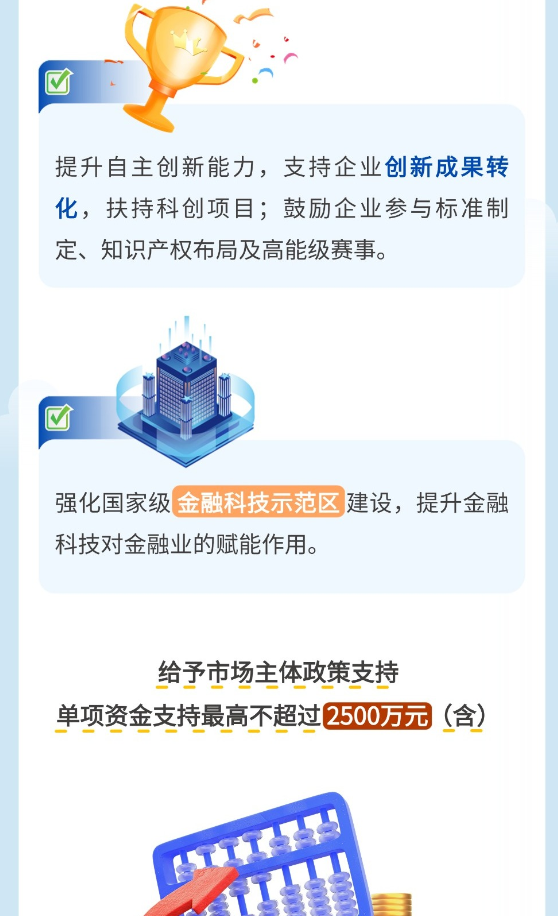 提升自主创新能力，支持企业创新成果转
化，扶持科创项目；鼓励企业参与标准制
定、知识产权布局及高能级赛事。
强化国家级金融科技示范区建设，提升金融
科技对金融业的赋能作用。
给予市场主体政策支持
单项资金支持最高不超过2500万元（含）